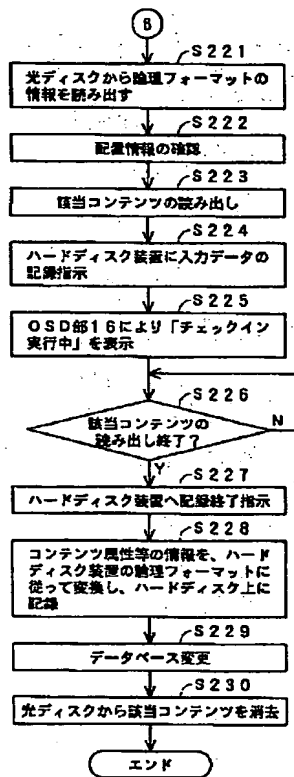 B
S221
光ディスクから論理フォーマットの
情報を読み出す
S222
配置情報の確認
S223
該当コンテンツの読み出し
S224
ハードディスク装置に入力データの
記録指示
S225
OSD部16により「チェックイン
実行中」を表示
S226
該当コンテンツの
読み出し終了?
N
Y
S227
ハードディスク装置へ記録終了指示
S228
コンテンツ属性等の情報を、ハード
ディスク装置の論理フォーマットに
従って変換し、ハードディスク上に
記録
S229
データベース変更
S230
光ディスクから該当コンテンツを消去
エンド